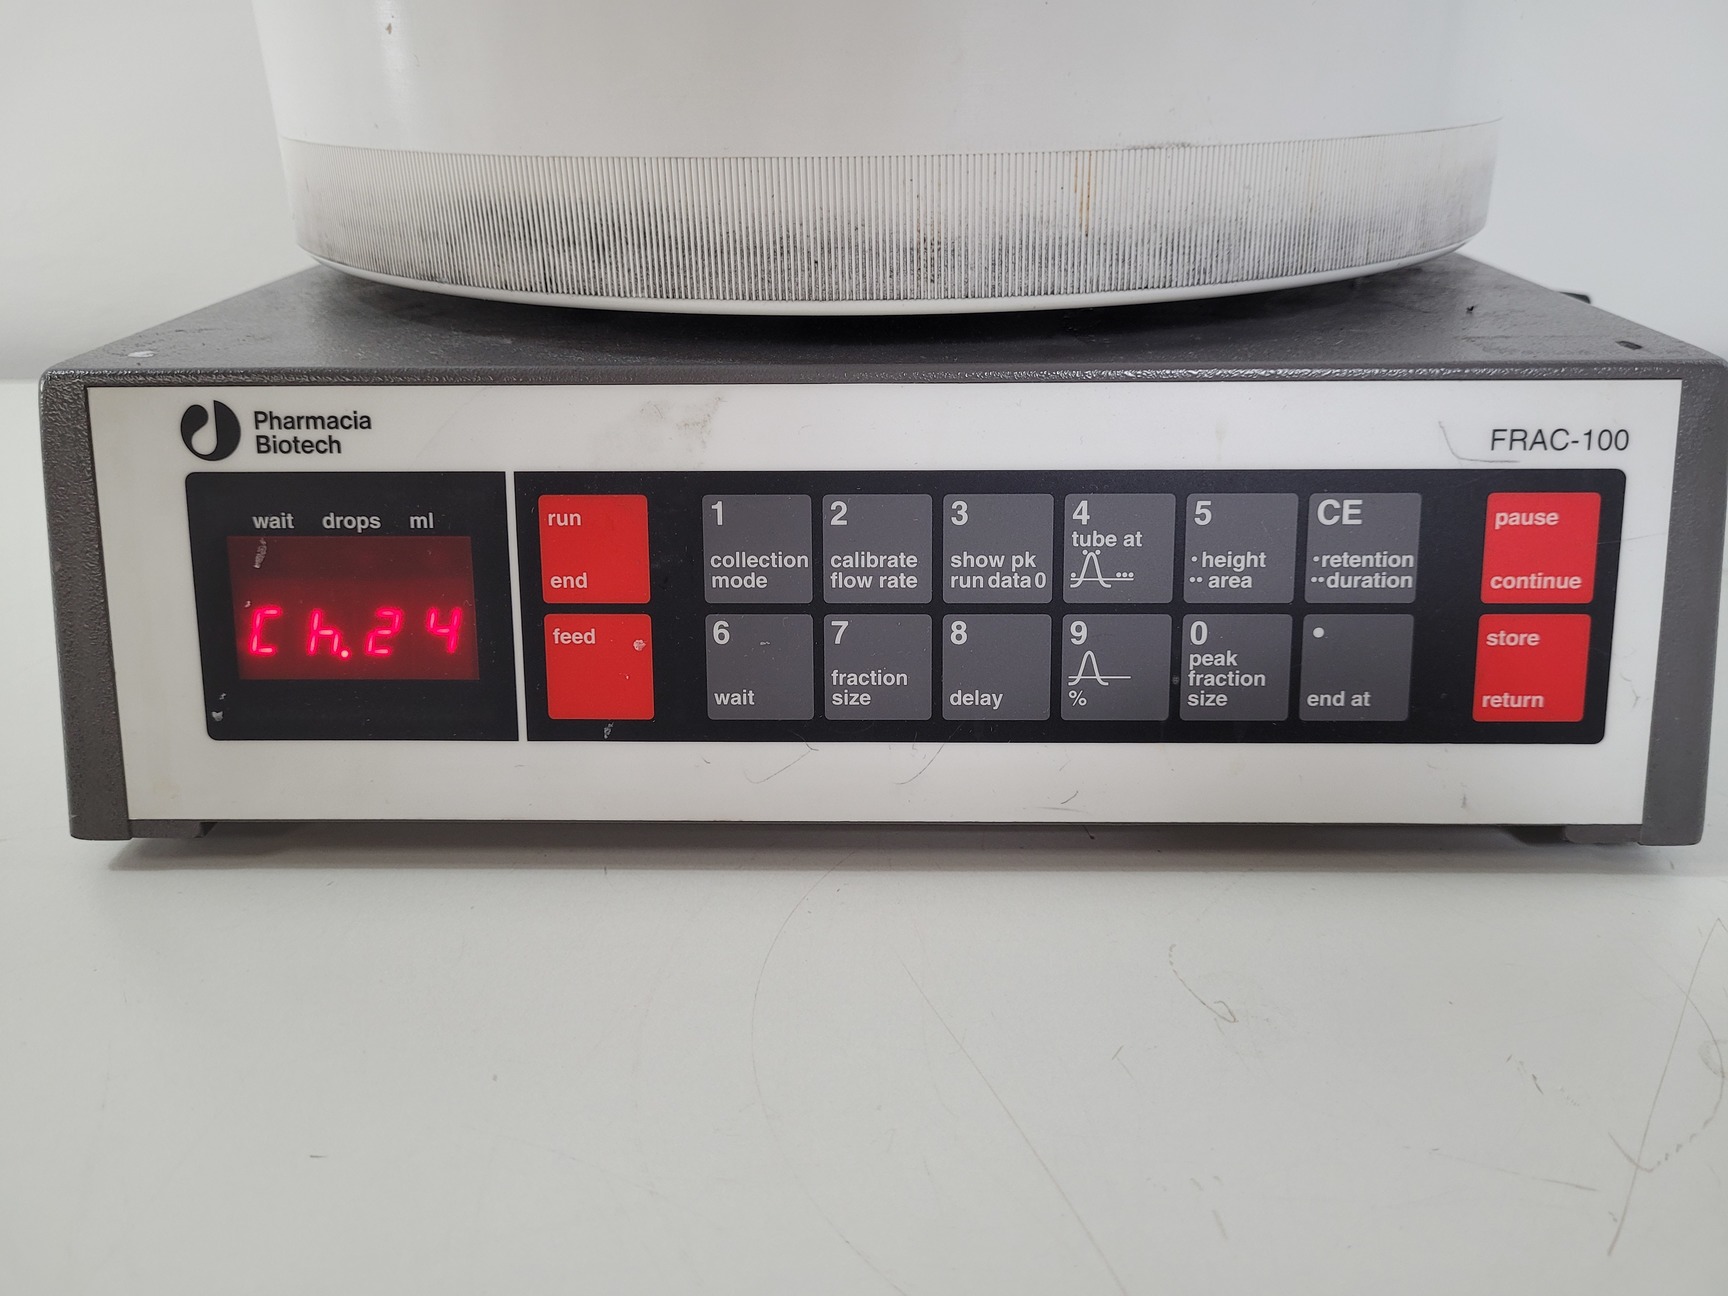 Pharmacia
Biotech
FRAC-100
wait drops ml
Ch.24
run
end
1
collection
mode
2
calibrate
flow rate
3
show pk
run data 0
4
tube at
5
•height
•• area
CE
•retention
••duration
pause
continue
feed
6
wait
7
fraction
size
8
delay
9
%
0
peak
fraction
size
•
end at
store
return